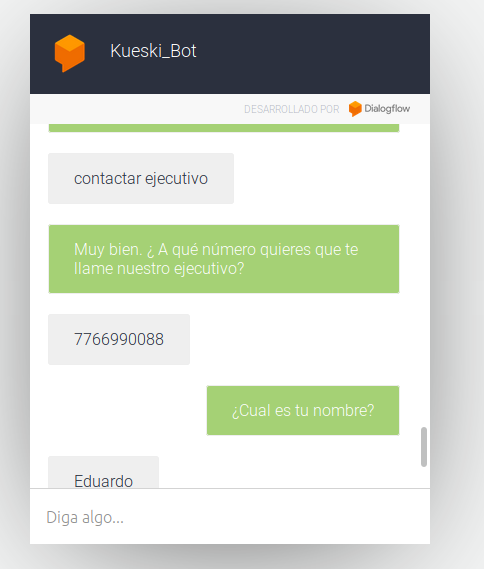 Kueski_Bot
DESARROLLADO POR Dialogflow
contactar ejecutivo
Muy bien. ¿ A qué número quieres que te
llame nuestro ejecutivo?
7766990088
¿Cual es tu nombre?
Eduardo
Diga algo...